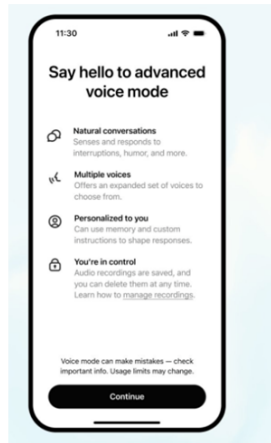 11:30
Say hello to advanced
voice mode
Natural conversations
Senses and responds to
interruptions, humor, and more.
Multiple voices
Offers an expanded set of voices to
choose from.
Personalized to you
Can use memory and custom
instructions to shape responses.
You're in control
Audio recordings are saved, and
you can delete them at any time.
Learn how to manage recordings.
Voice mode can make mistakes — check
important info. Usage limits may change.
Continue